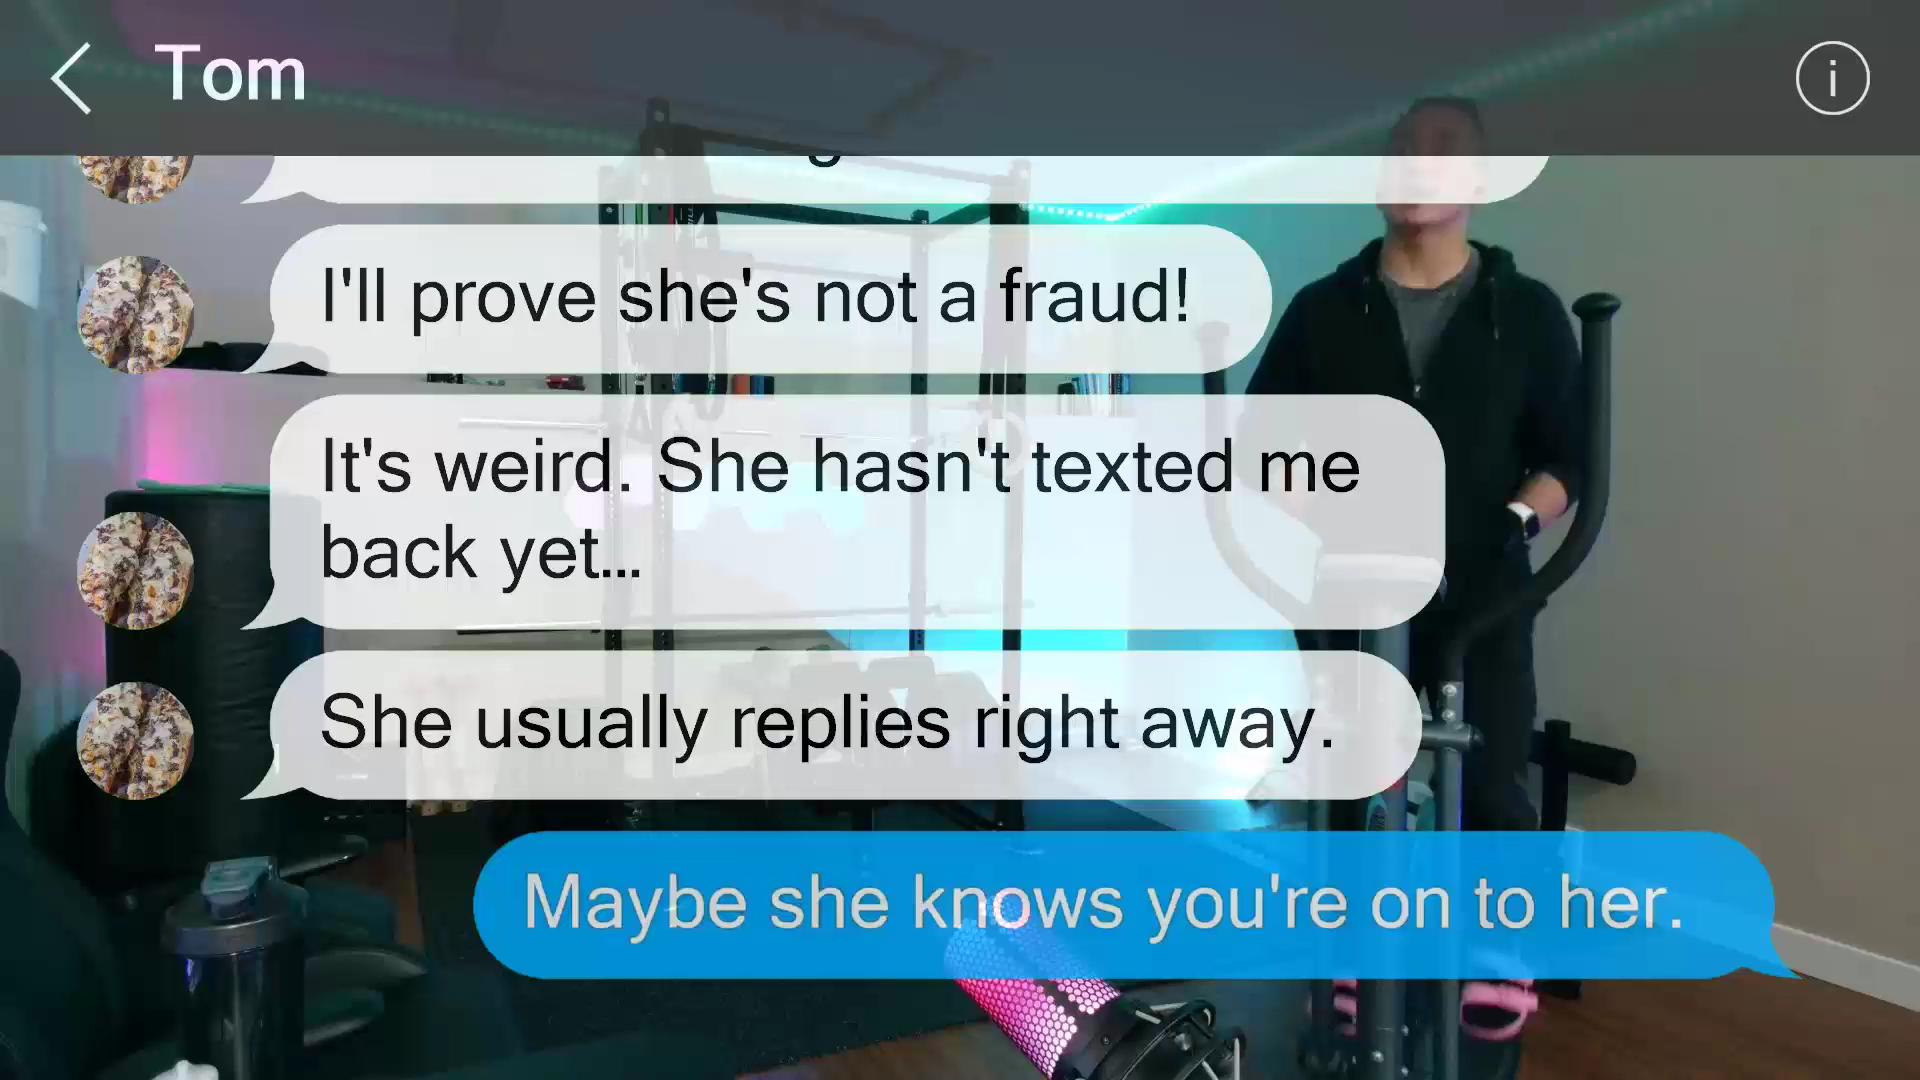 Tom
I'll prove she's not a fraud!
It's weird. She hasn't texted me
back yet...
She usually replies right away.
Maybe she knows you're on to her.